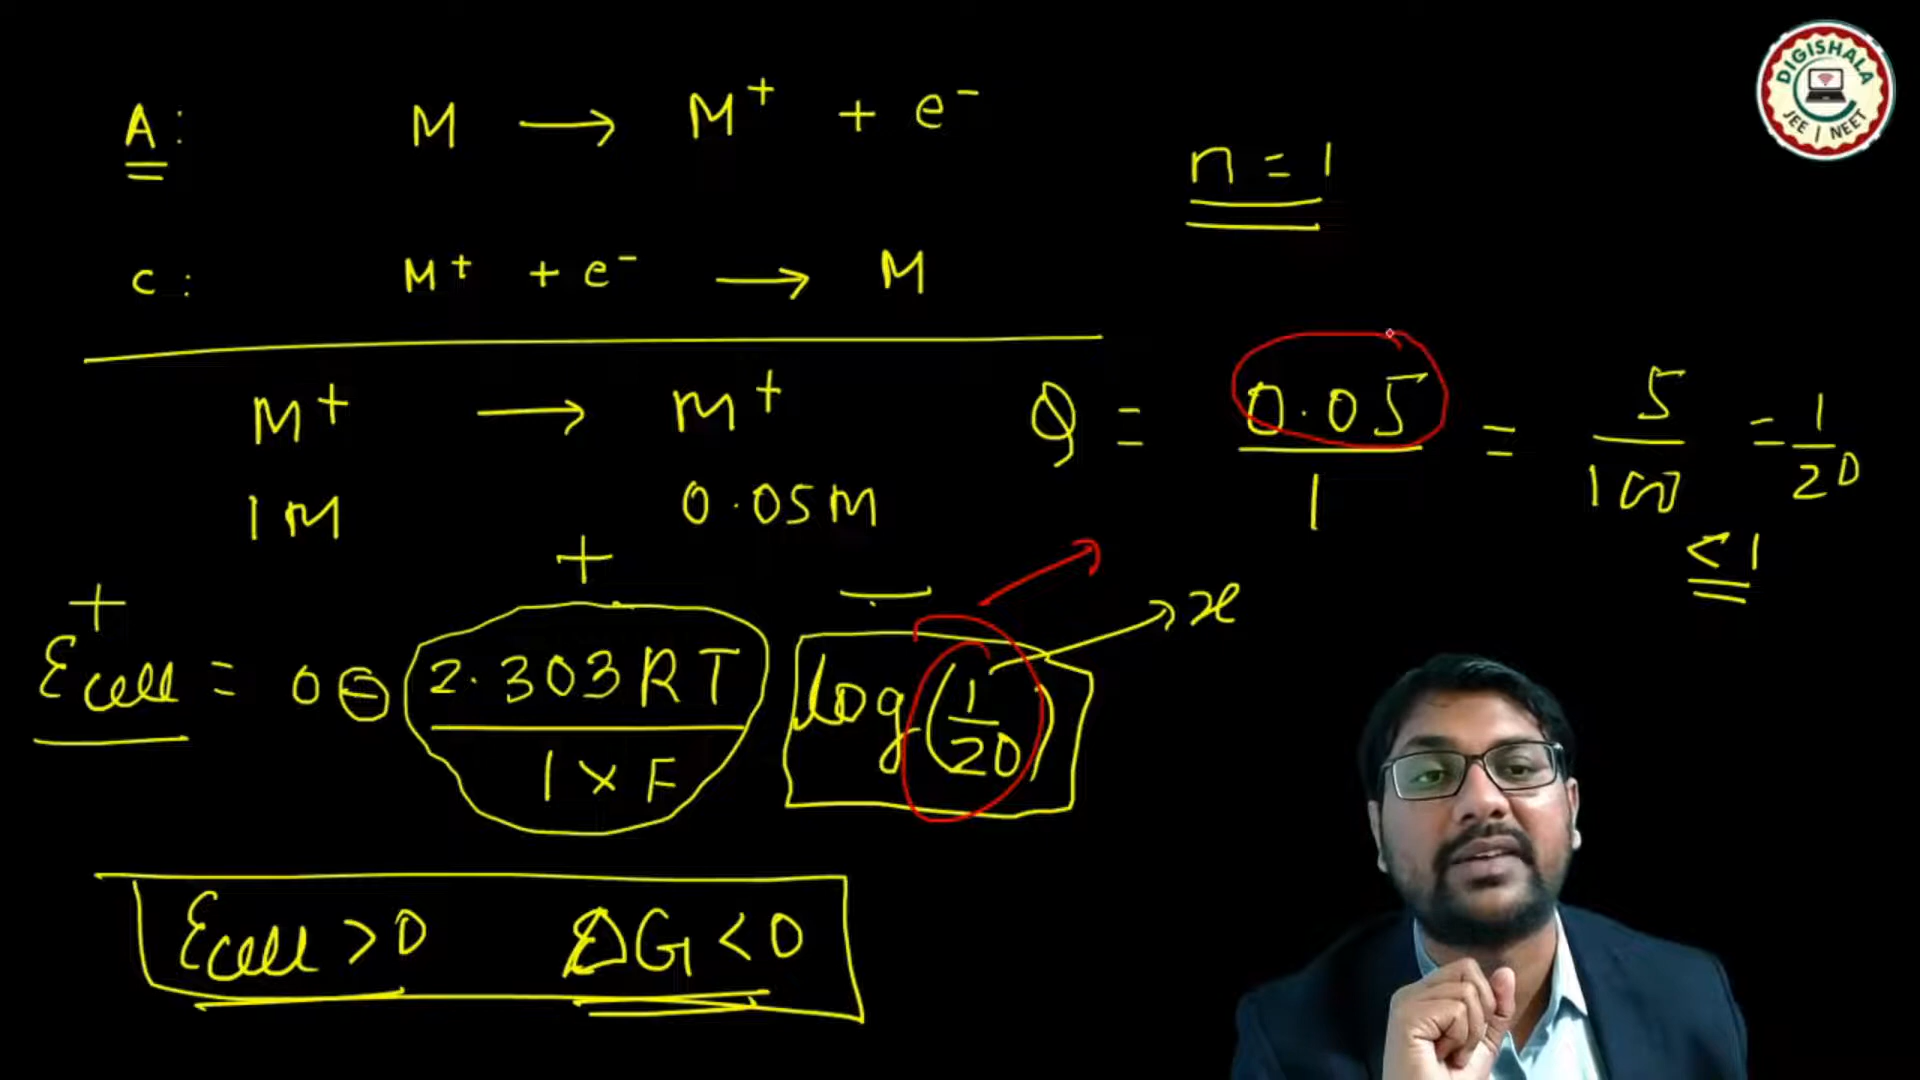 DIGISHALA
JEE | NEET
A: M → M⁺ + e⁻
n = 1
C: M⁺ + e⁻ → M
M⁺ → M⁺
1M 0.05M
Q = 0.05/1 = 5/100 = 1/20
< 1
+ + −
Ecell = 0 ⊖ 2.303RT/1×F log(1/20) → x
Ecell > 0 ΔG < 0